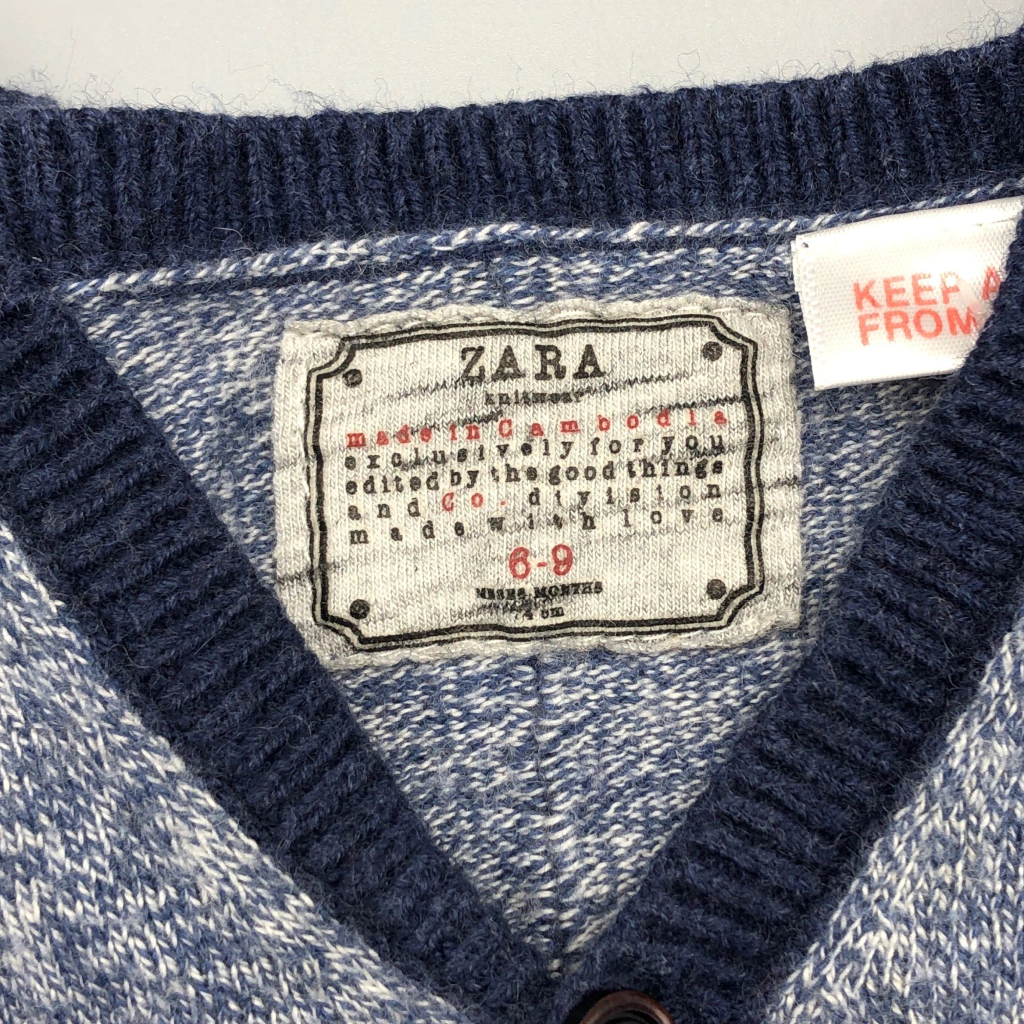 ZARA
knitwear
made in Cambodia
exclusively for you
edited by the good things
and Co. division
made with love
6-9
MESES MONTHS
cm
KEEP
FROM